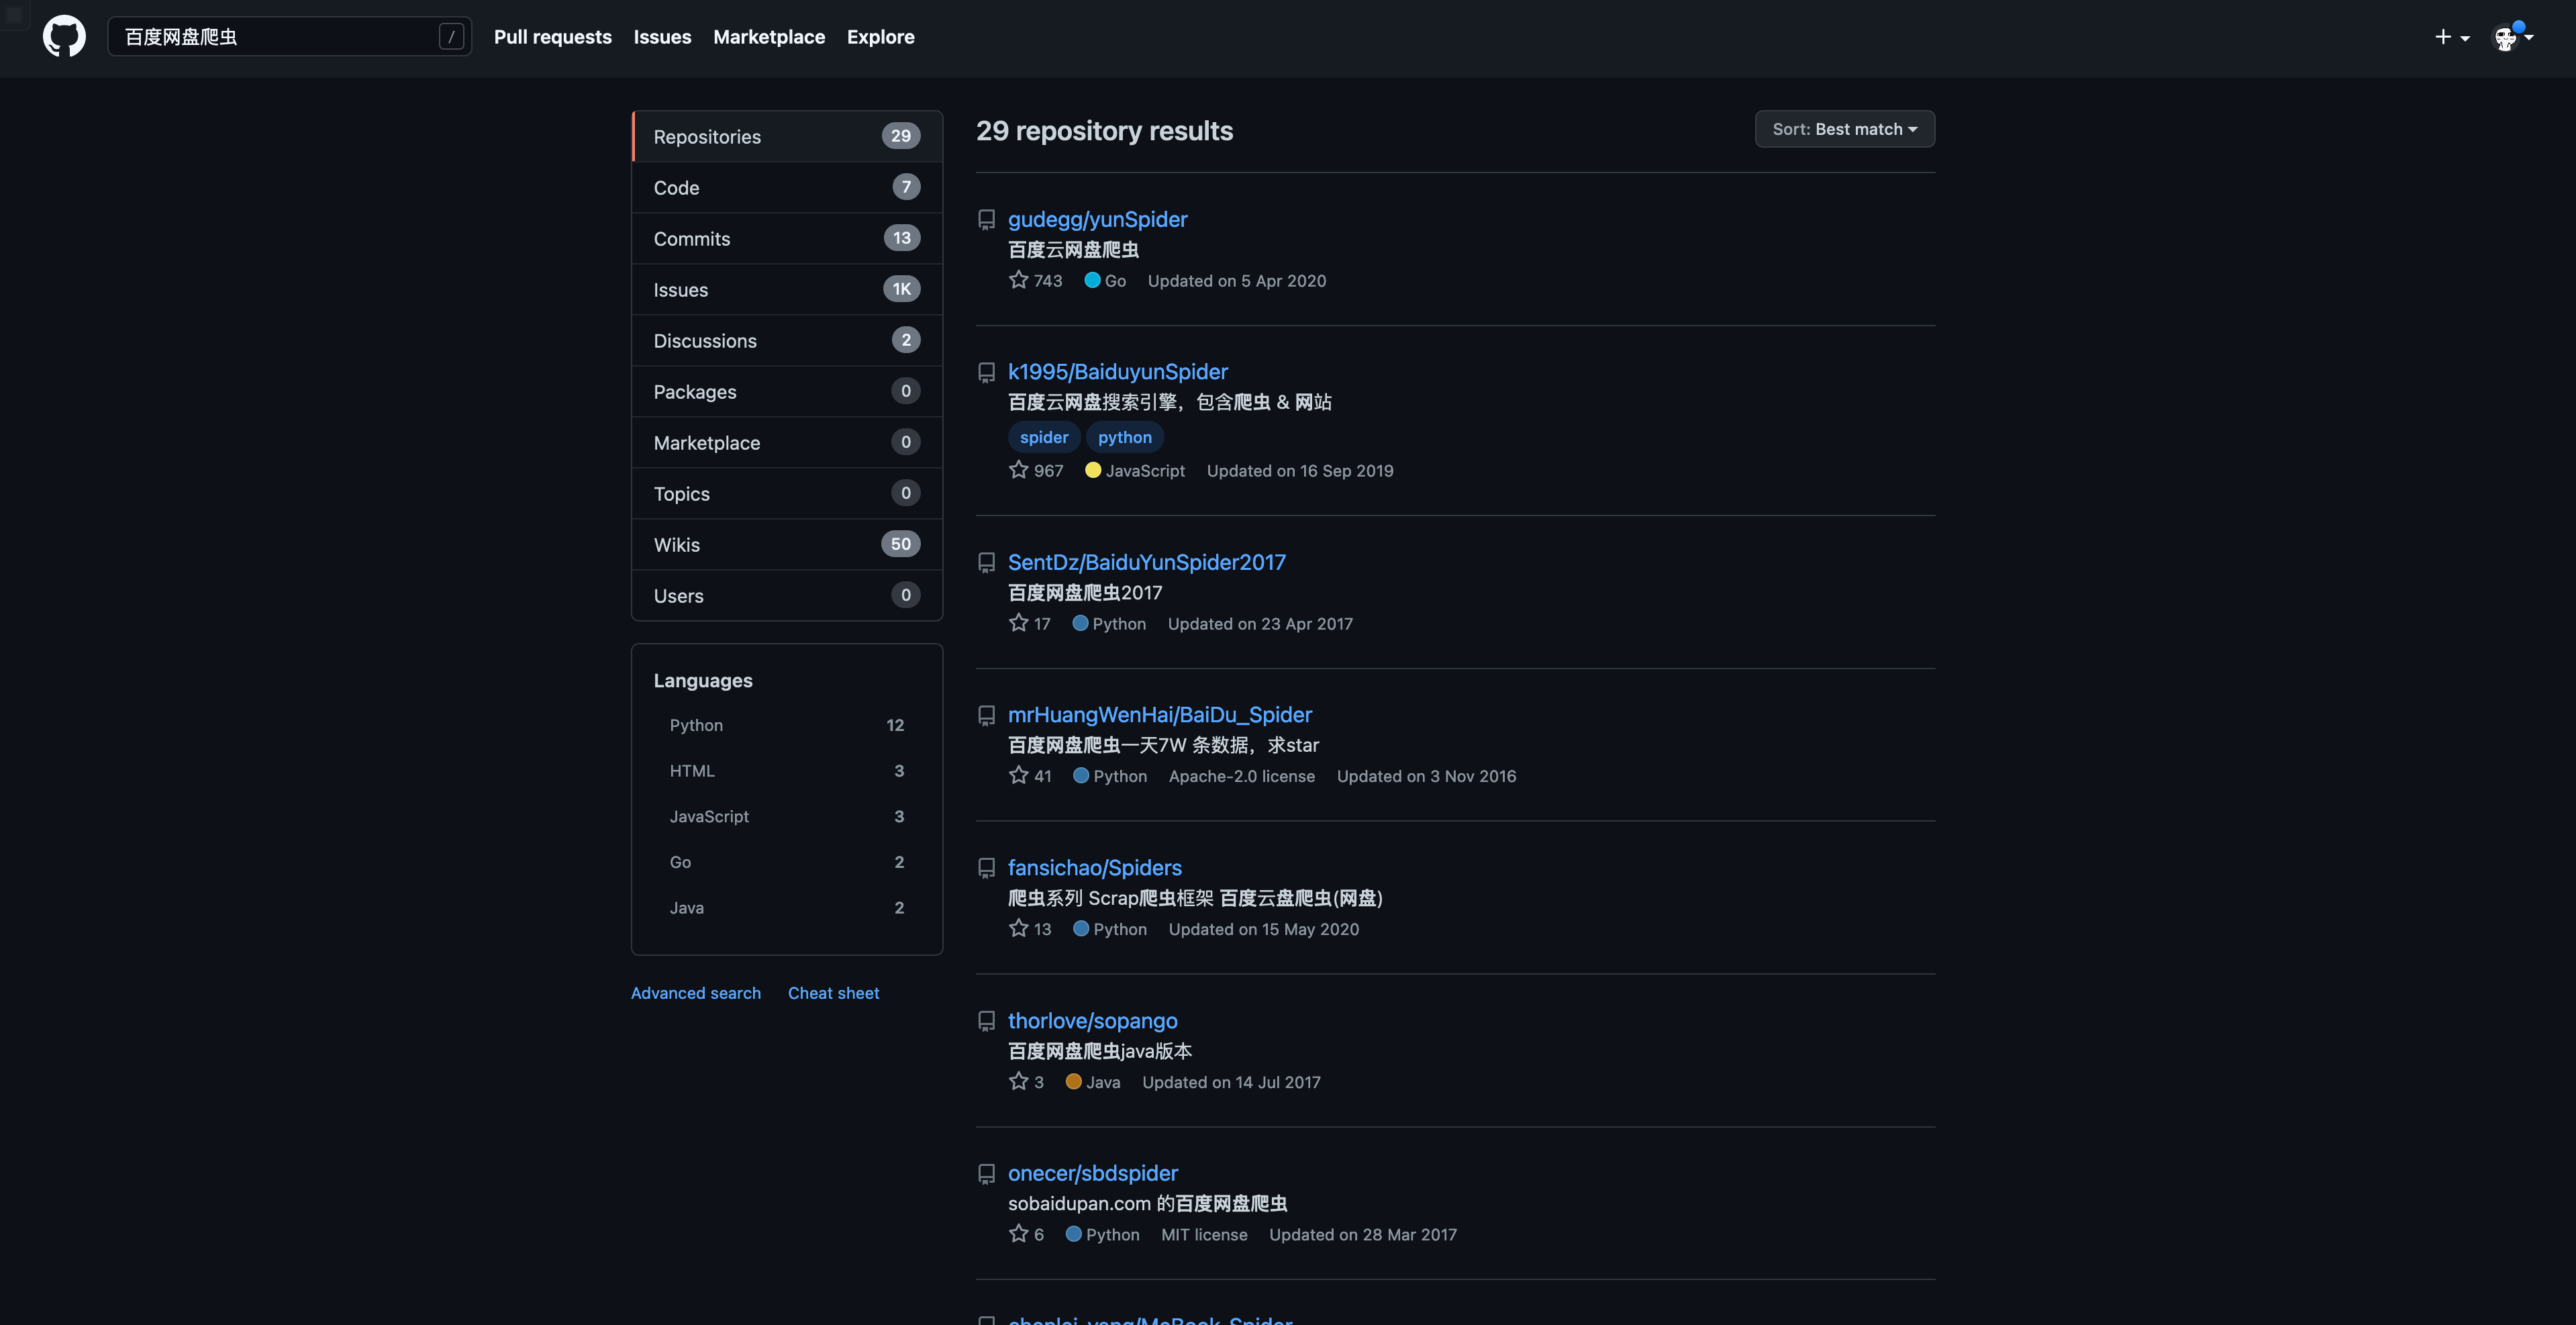 百度网盘爬虫 /
Pull requests Issues Marketplace Explore
Repositories 29
Code 7
Commits 13
Issues 1K
Discussions 2
Packages 0
Marketplace 0
Topics 0
Wikis 50
Users 0
Languages
Python 12
HTML 3
JavaScript 3
Go 2
Java 2
Advanced search Cheat sheet
29 repository results
Sort: Best match
gudegg/yunSpider
百度云网盘爬虫
743 Go Updated on 5 Apr 2020
k1995/BaiduyunSpider
百度云网盘搜索引擎，包含爬虫 & 网站
spider python
967 JavaScript Updated on 16 Sep 2019
SentDz/BaiduYunSpider2017
百度网盘爬虫2017
17 Python Updated on 23 Apr 2017
mrHuangWenHai/BaiDu_Spider
百度网盘爬虫一天7W 条数据，求star
41 Python Apache-2.0 license Updated on 3 Nov 2016
fansichao/Spiders
爬虫系列 Scrap爬虫框架 百度云盘爬虫(网盘)
13 Python Updated on 15 May 2020
thorlove/sopango
百度网盘爬虫java版本
3 Java Updated on 14 Jul 2017
onecer/sbdspider
sobaidupan.com 的百度网盘爬虫
6 Python MIT license Updated on 28 Mar 2017